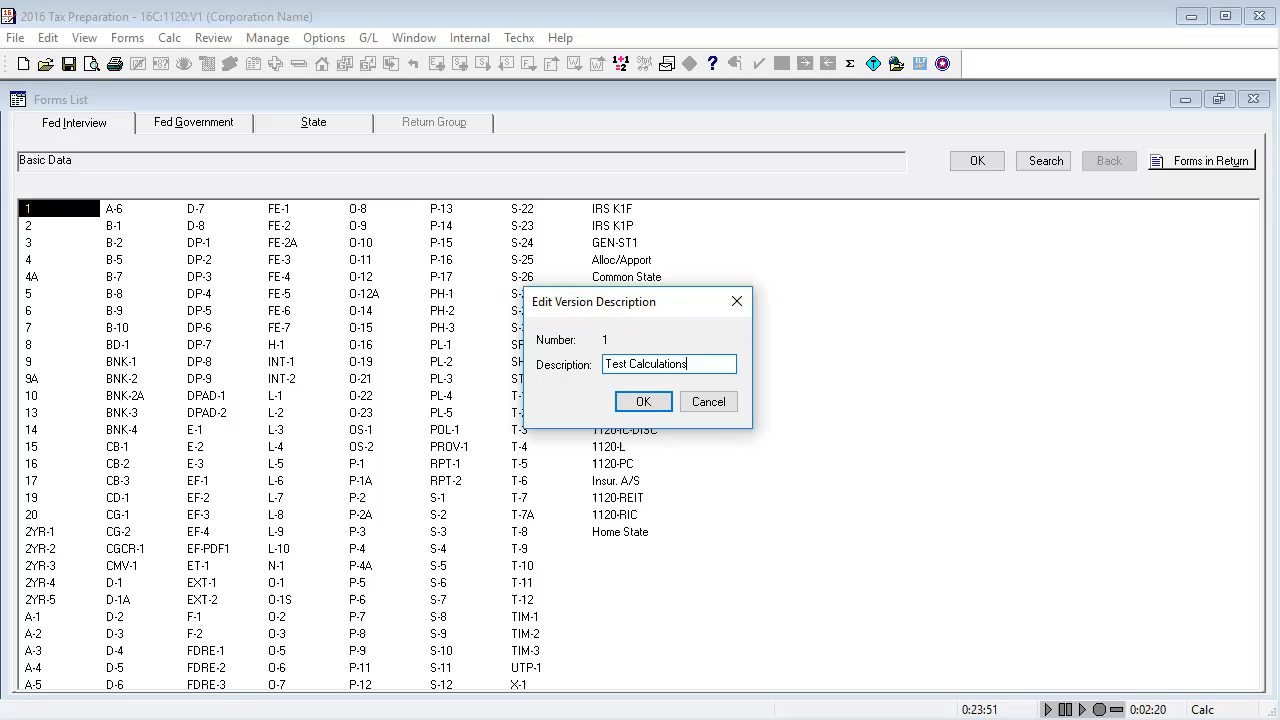 2016 Tax Preparation - 16C:1120:V1 (Corporation Name)
File Edit View Forms Calc Review Manage Options G/L Window Internal Techx Help
Forms List
Fed Interview Fed Government State Return Group
Basic Data OK Search Back Forms in Return
1 A-6 D-7 FE-1 O-8 P-13 S-22 IRS K1F
2 B-1 D-8 FE-2 O-9 P-14 S-23 IRS K1P
3 B-2 DP-1 FE-2A O-10 P-15 S-24 GEN-ST1
4 B-5 DP-2 FE-3 O-11 P-16 S-25 Alloc/Apport
4A B-7 DP-3 FE-4 O-12 P-17 S-26 Common State
5 B-8 DP-4 FE-5 O-12A PH-1
6 B-9 DP-5 FE-6 O-14 PH-2
7 B-10 DP-6 FE-7 O-15 PH-3
8 BD-1 DP-7 H-1 O-16 PL-1
9 BNK-1 DP-8 INT-1 O-19 PL-2
9A BNK-2 DP-9 INT-2 O-21 PL-3
10 BNK-2A DPAD-1 L-1 O-22 PL-4
13 BNK-3 DPAD-2 L-2 O-23 PL-5
14 BNK-4 E-1 L-3 OS-1 POL-1 T-3 1120-IC-DISC
15 CB-1 E-2 L-4 OS-2 PROV-1 T-4 1120-L
16 CB-2 E-3 L-5 P-1 RPT-1 T-5 1120-PC
17 CB-3 EF-1 L-6 P-1A RPT-2 T-6 Insur. A/S
19 CD-1 EF-2 L-7 P-2 S-1 T-7 1120-REIT
20 CG-1 EF-3 L-8 P-2A S-2 T-7A 1120-RIC
2YR-1 CG-2 EF-4 L-9 P-3 S-3 T-8 Home State
2YR-2 CGCR-1 EF-PDF1 L-10 P-4 S-4 T-9
2YR-3 CMV-1 ET-1 N-1 P-4A S-5 T-10
2YR-4 D-1 EXT-1 O-1 P-5 S-6 T-11
2YR-5 D-1A EXT-2 O-1S P-6 S-7 T-12
A-1 D-2 F-1 O-2 P-7 S-8 TIM-1
A-2 D-3 F-2 O-3 P-8 S-9 TIM-2
A-3 D-4 FDRE-1 O-5 P-9 S-10 TIM-3
A-4 D-5 FDRE-2 O-6 P-11 S-11 UTP-1
A-5 D-6 FDRE-3 O-7 P-12 S-12 X-1
Edit Version Description
Number: 1
Description: Test Calculations
OK Cancel
0:23:51 0:02:20 Calc